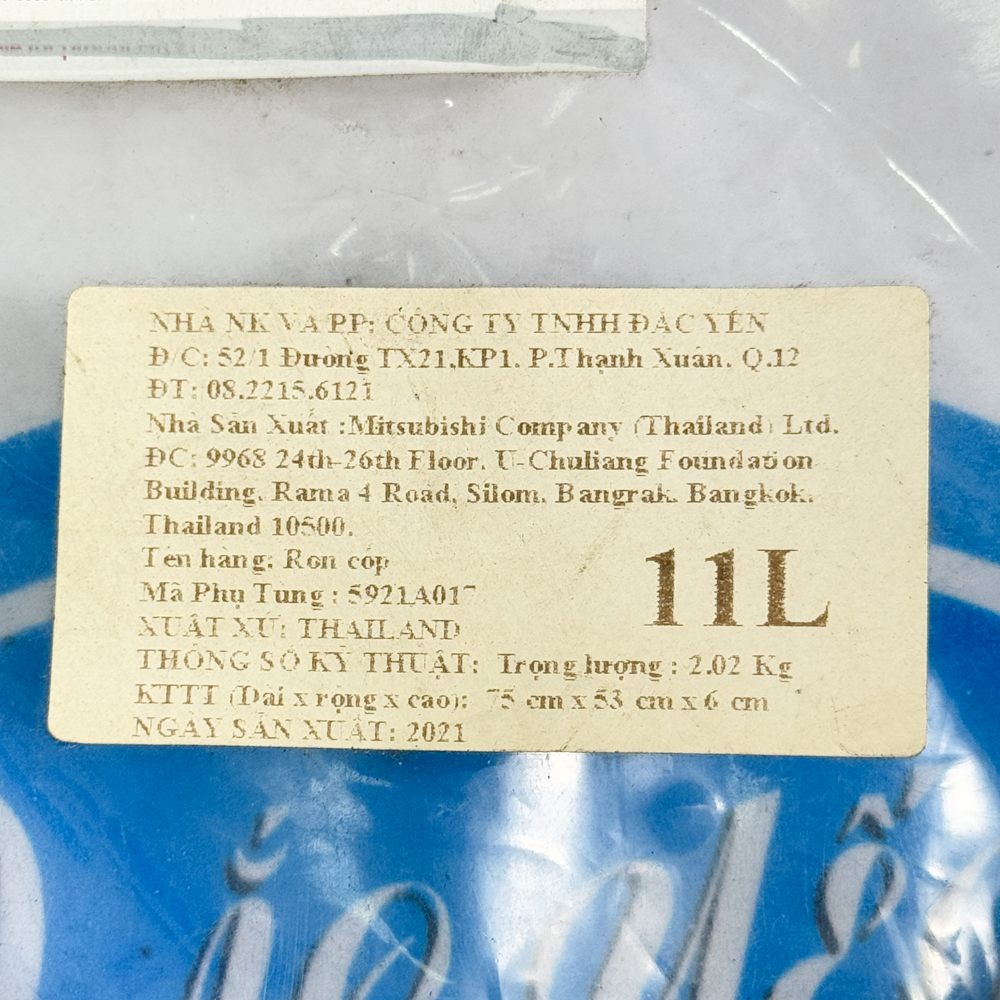 NHÀ NK VÀ PP: CÔNG TY TNHH ĐẮC YẾN
Đ/C: 52/1 Đường TX21,KP1, P.Thạnh Xuân, Q.12
ĐT: 08.2215.6121
Nhà Sản Xuất :Mitsubishi Company (Thailand) Ltd.
ĐC: 9968 24th-26th Floor, U-Chuliang Foundation
Building, Rama 4 Road, Silom, Bangrak, Bangkok,
Thailand 10500.
Tên hàng: Ron cốp
Mã Phụ Tùng : 5921A017
11L
XUẤT XỨ: THAILAND
THÔNG SỐ KỸ THUẬT: Trọng lượng : 2.02 Kg
KTTT (Dài x rộng x cao): 75 cm x 53 cm x 6 cm
NGÀY SẢN XUẤT: 2021